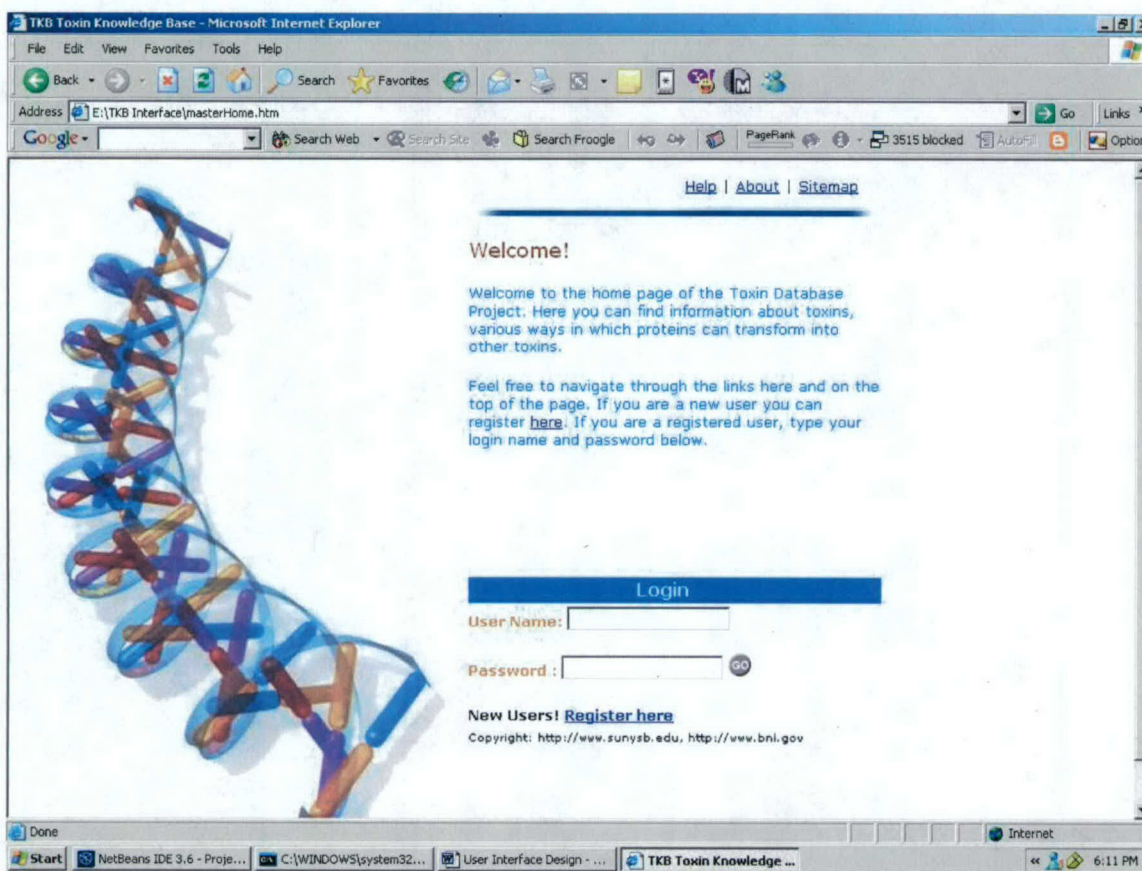 TKB Toxin Knowledge Base - Microsoft Internet Explorer
File Edit View Favorites Tools Help
Back Search Favorites
Address E:\TKB Interface\masterHome.htm Go Links
Google Search Web Search Site Search Froogle PageRank 3515 blocked AutoFill Option
Help | About | Sitemap
Welcome!
Welcome to the home page of the Toxin Database
Project. Here you can find information about toxins,
various ways in which proteins can transform into
other toxins.
Feel free to navigate through the links here and on the
top of the page. If you are a new user you can
register here. If you are a registered user, type your
login name and password below.
Login
User Name:
Password : GO
New Users! Register here
Copyright: http://www.sunysb.edu, http://www.bnl.gov
Done Internet
Start NetBeans IDE 3.6 - Proje... C:\WINDOWS\system32... User Interface Design - ... TKB Toxin Knowledge ... « 6:11 PM